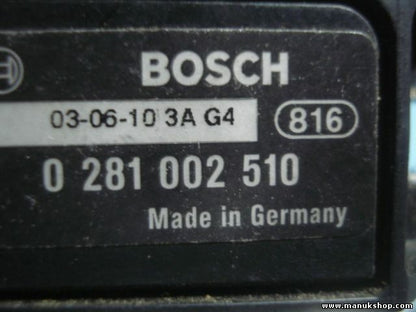 BOSCH
03-06-10 3A G4
816
0 281 002 510
Made in Germany
www.manukshop.com